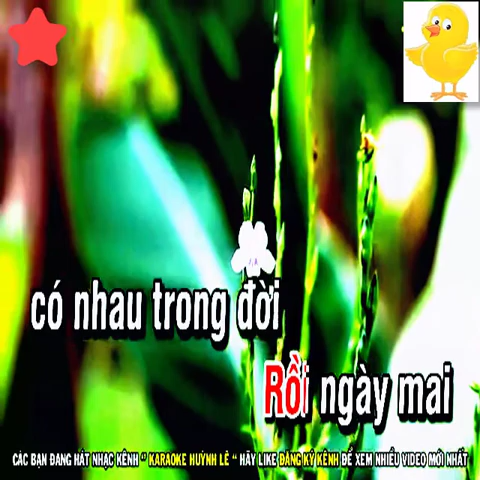 có nhau trong đời
Rồi ngày mai
CÁC BẠN ĐANG HÁT NHẠC KÊNH " KARAOKE HUỲNH LÊ " HÃY LIKE ĐĂNG KÝ KÊNH ĐỂ XEM NHIỀU VIDEO MỚI NHẤT